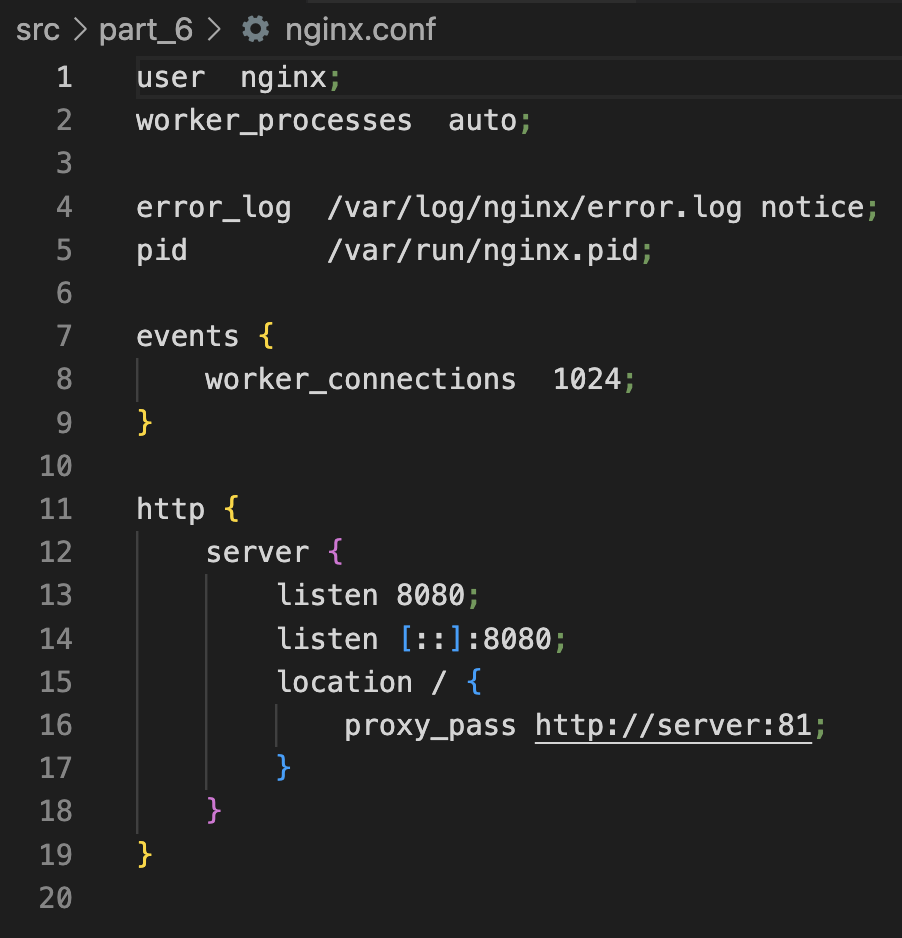 src > part_6 > nginx.conf
1 user  nginx;
2 worker_processes  auto;
3
4 error_log  /var/log/nginx/error.log notice;
5 pid        /var/run/nginx.pid;
6
7 events {
8     worker_connections  1024;
9 }
10
11 http {
12     server {
13         listen 8080;
14         listen [::]:8080;
15         location / {
16             proxy_pass http://server:81;
17         }
18     }
19 }
20